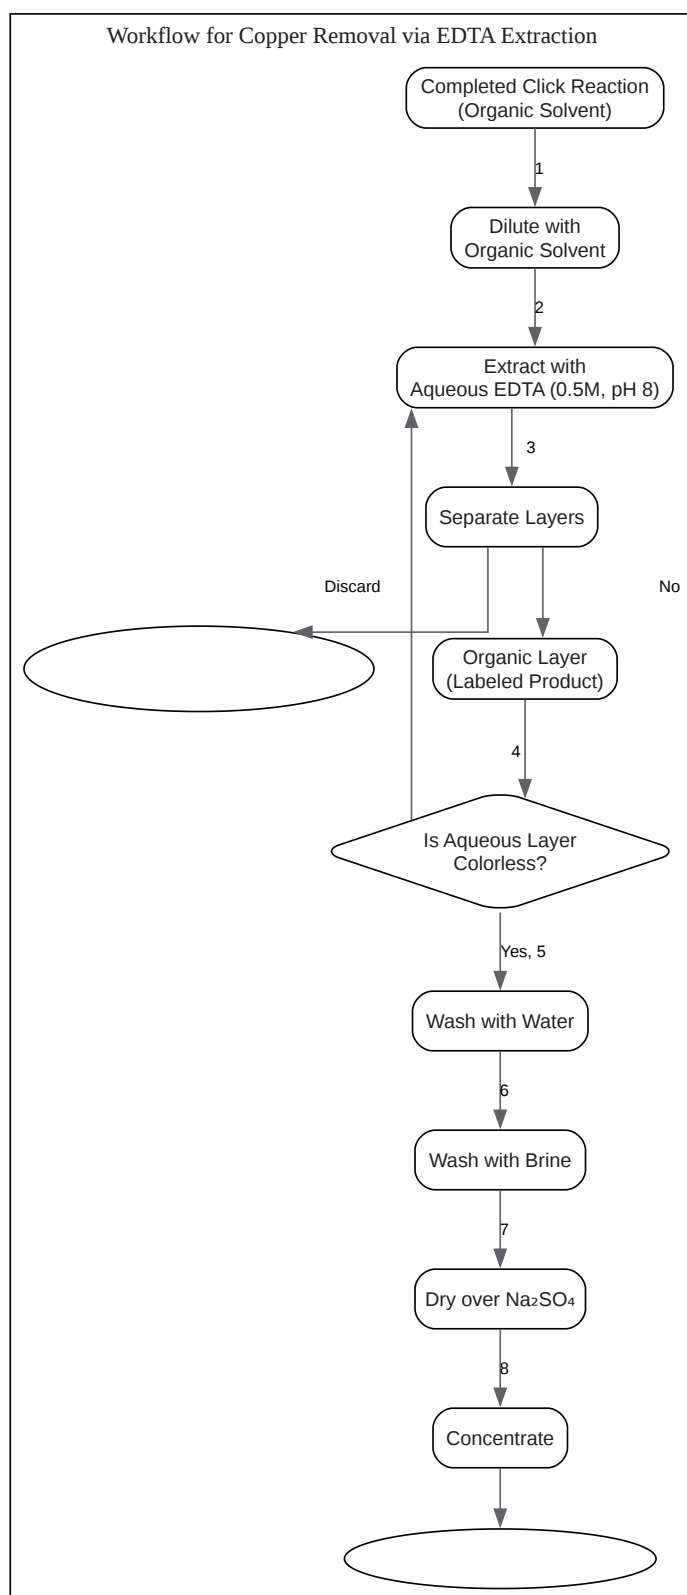 Workflow for Copper Removal via EDTA Extraction
Completed Click Reaction
(Organic Solvent)
1
Dilute with
Organic Solvent
2
Extract with
Aqueous EDTA (0.5M, pH 8)
3
Separate Layers
Discard
No
Organic Layer
(Labeled Product)
4
Is Aqueous Layer
Colorless?
Yes, 5
Wash with Water
6
Wash with Brine
7
Dry over Na₂SO₄
8
Concentrate